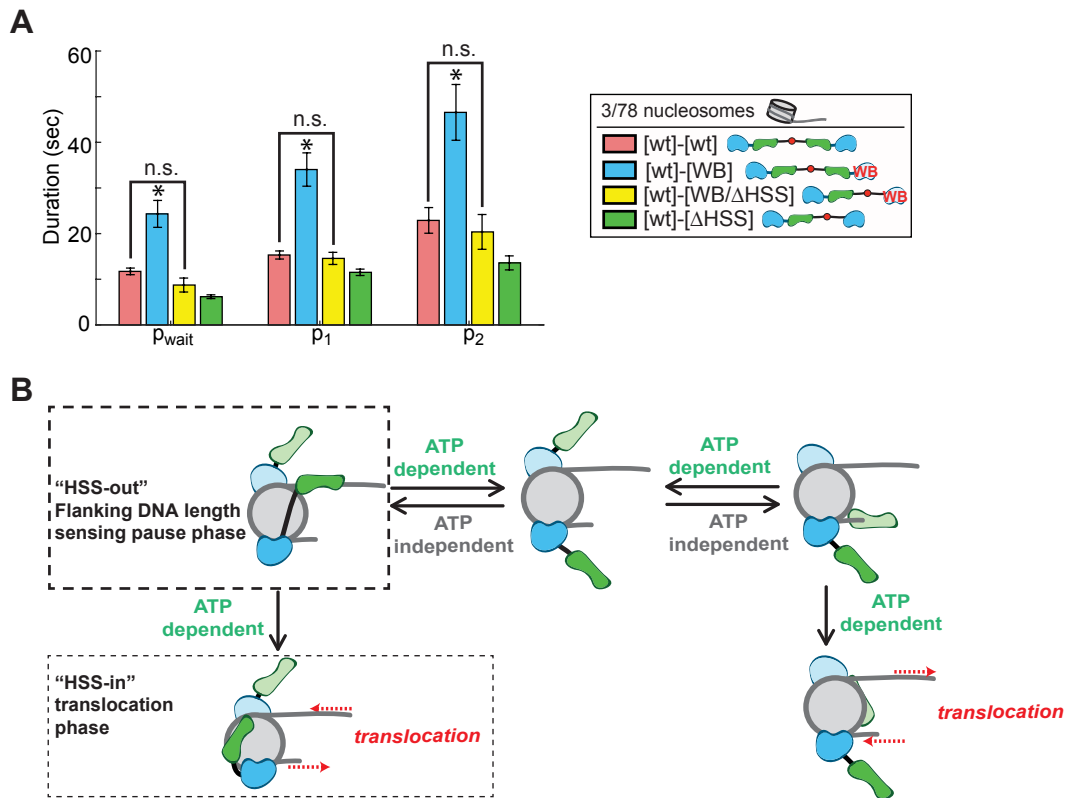 A
Duration (sec)
60
40
20
0
n.s.
*
n.s.
*
n.s.
*
pwait
p1
p2
3/78 nucleosomes
[wt]-[wt]
[wt]-[WB]
WB
[wt]-[WB/ΔHSS]
WB
[wt]-[ΔHSS]
B
“HSS-out”
Flanking DNA length
sensing pause phase
ATP
dependent
ATP
independent
ATP
dependent
ATP
independent
ATP
dependent
ATP
dependent
“HSS-in”
translocation
phase
translocation
translocation